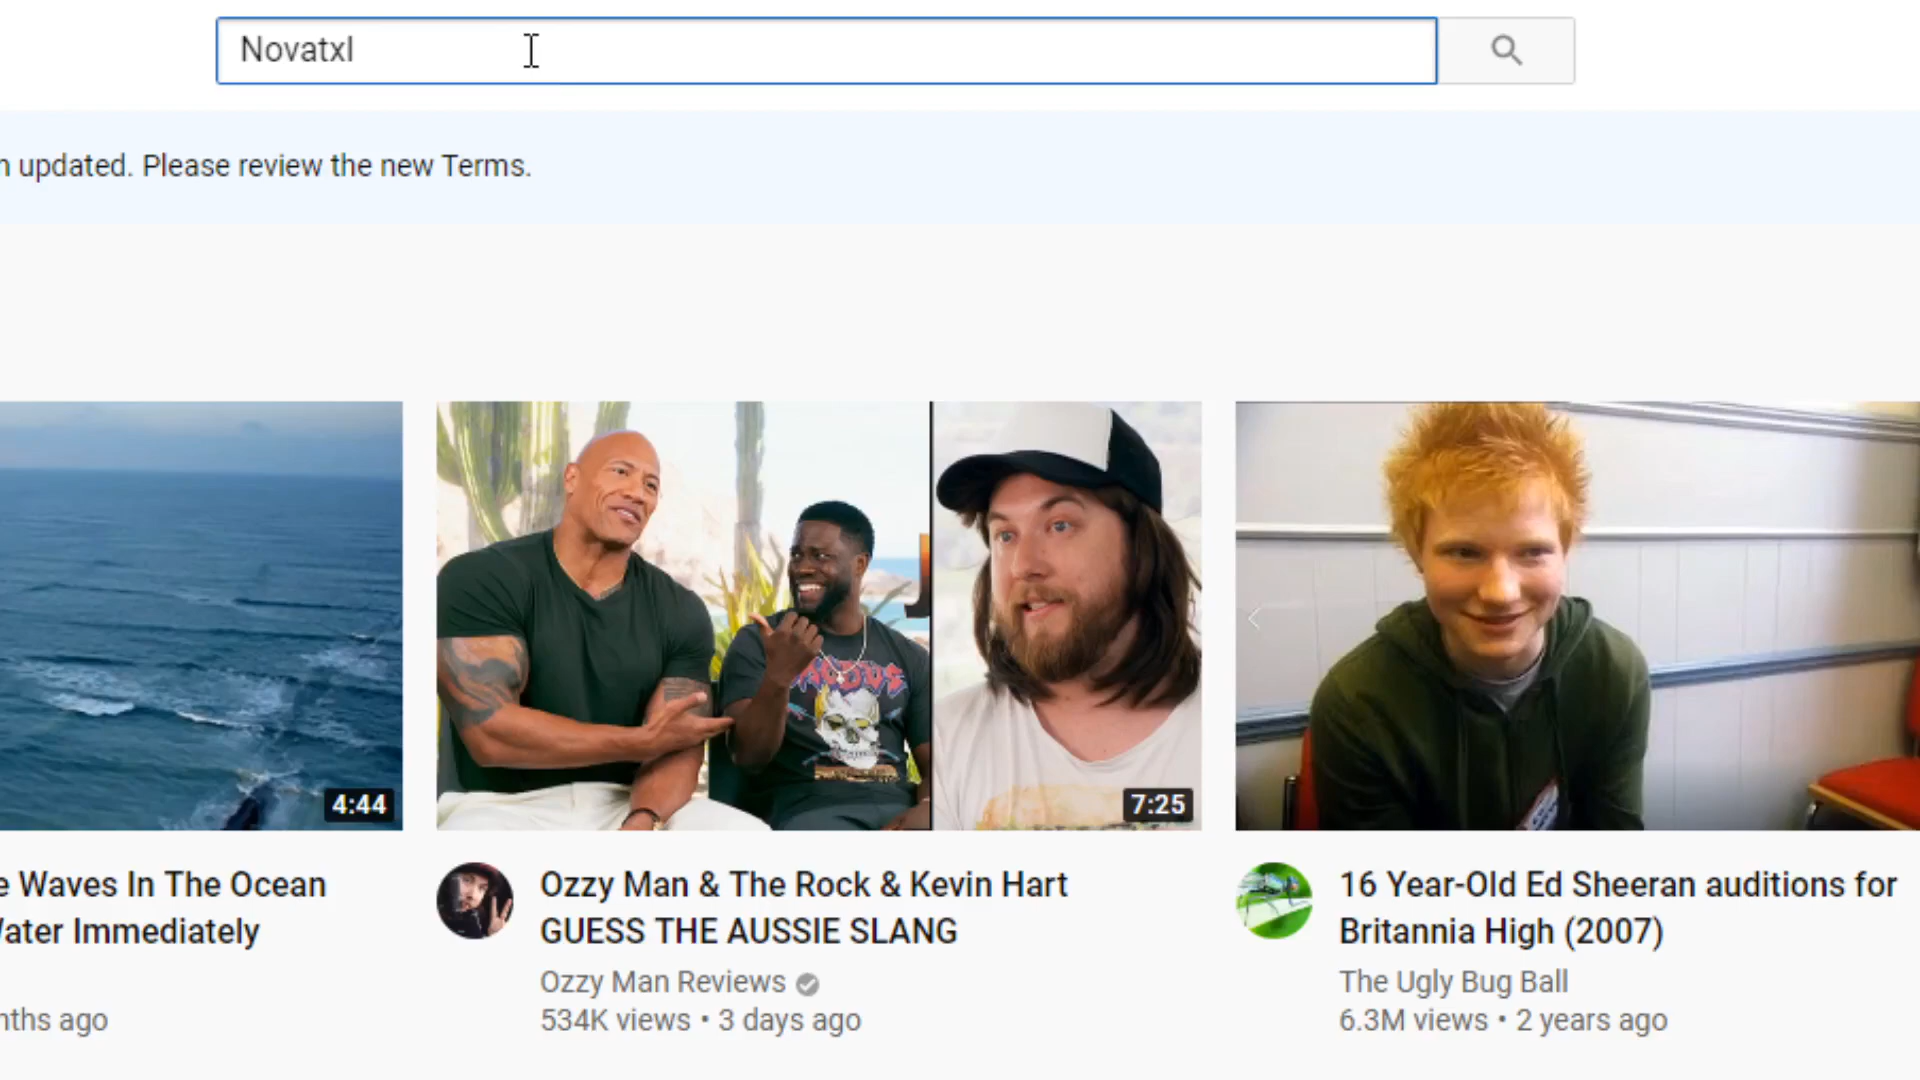 Novatxl
n updated. Please review the new Terms.
4:44
7:25
e Waves In The Ocean
Water Immediately
nths ago
Ozzy Man & The Rock & Kevin Hart
GUESS THE AUSSIE SLANG
Ozzy Man Reviews
534K views • 3 days ago
16 Year-Old Ed Sheeran auditions for
Britannia High (2007)
The Ugly Bug Ball
6.3M views • 2 years ago